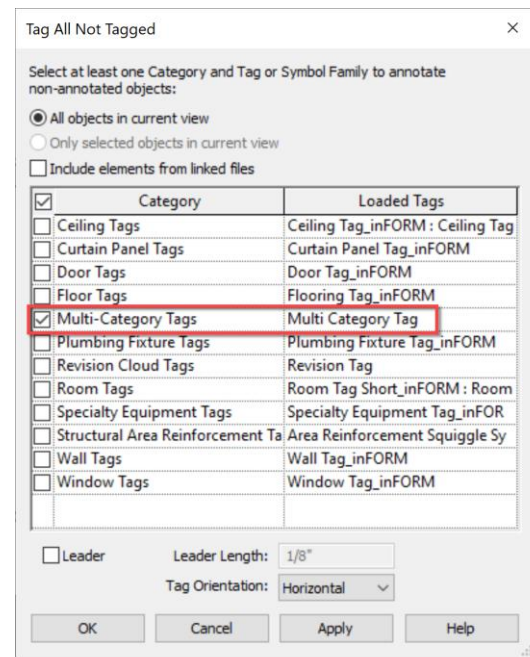 Tag All Not Tagged
Select at least one Category and Tag or Symbol Family to annotate
non-annotated objects:
All objects in current view
Only selected objects in current view
Include elements from linked files
Category Loaded Tags
Ceiling Tags Ceiling Tag_inFORM : Ceiling Tag
Curtain Panel Tags Curtain Panel Tag_inFORM
Door Tags Door Tag_inFORM
Floor Tags Flooring Tag_inFORM
Multi-Category Tags Multi Category Tag
Plumbing Fixture Tags Plumbing Fixture Tag_inFORM
Revision Cloud Tags Revision Tag
Room Tags Room Tag Short_inFORM : Room
Specialty Equipment Tags Specialty Equipment Tag_inFOR
Structural Area Reinforcement Ta Area Reinforcement Squiggle Sy
Wall Tags Wall Tag_inFORM
Window Tags Window Tag_inFORM
Leader Leader Length: 1/8"
Tag Orientation: Horizontal
OK Cancel Apply Help